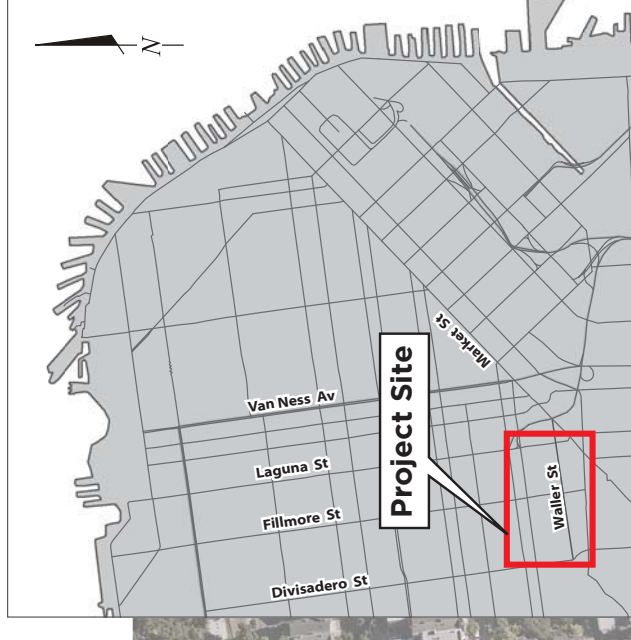 N
Van Ness Av
Laguna St
Fillmore St
Divisadero St
Market St
Project Site
Waller St